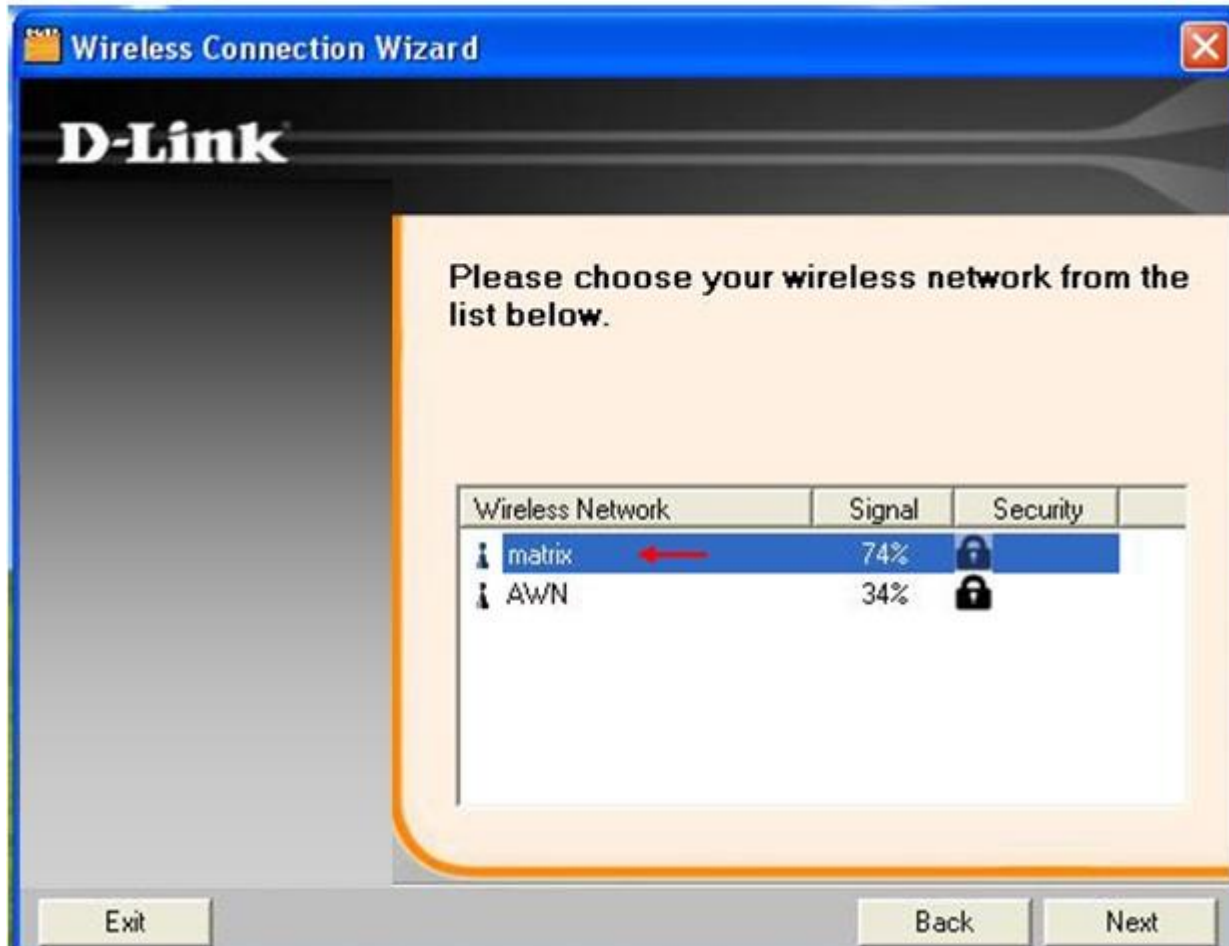 Wireless Connection Wizard
D-Link
Please choose your wireless network from the
list below.
Wireless Network Signal Security
matrix 74%
AWN 34%
Exit Back Next